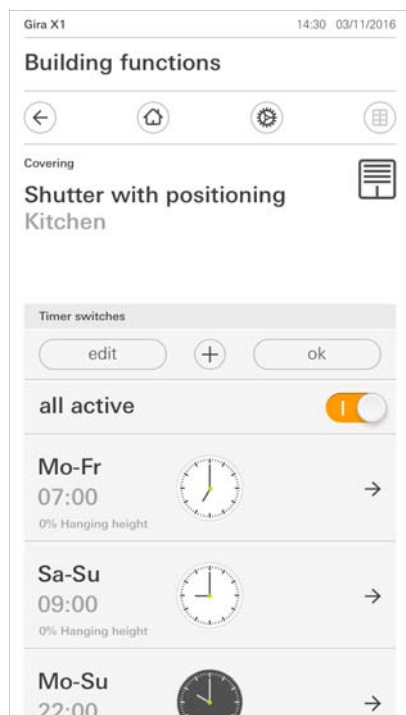 Gira X1 14:30 03/11/2016
Building functions
Covering
Shutter with positioning
Kitchen
Timer switches
edit + ok
all active
Mo-Fr
07:00
0% Hanging height
Sa-Su
09:00
0% Hanging height
Mo-Su
22:00